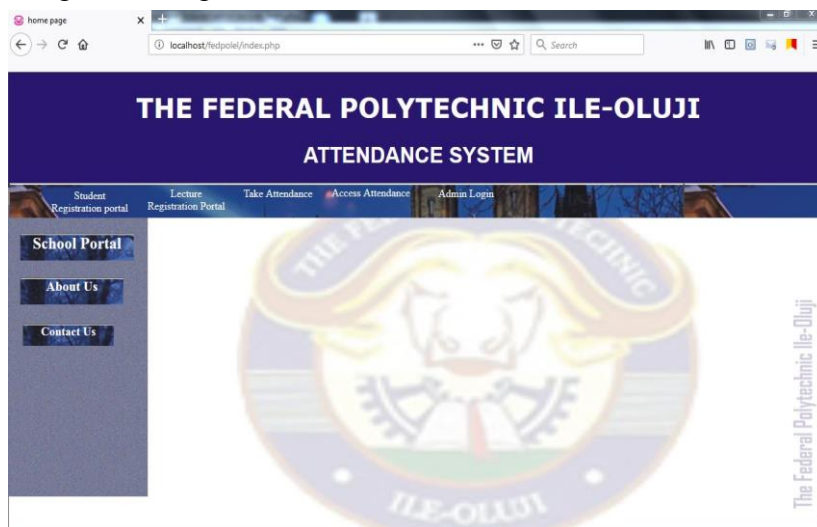 home page
localhost/fedpolel/index.php
Search
THE FEDERAL POLYTECHNIC ILE-OLUJI
ATTENDANCE SYSTEM
Student
Registration portal
Lecture
Registration Portal
Take Attendance
Access Attendance
Admin Login
School Portal
About Us
Contact Us
THE FEDERAL POLYTECHNIC
ILE-OLUJI
The Federal Polytechnic Ile-Oluji